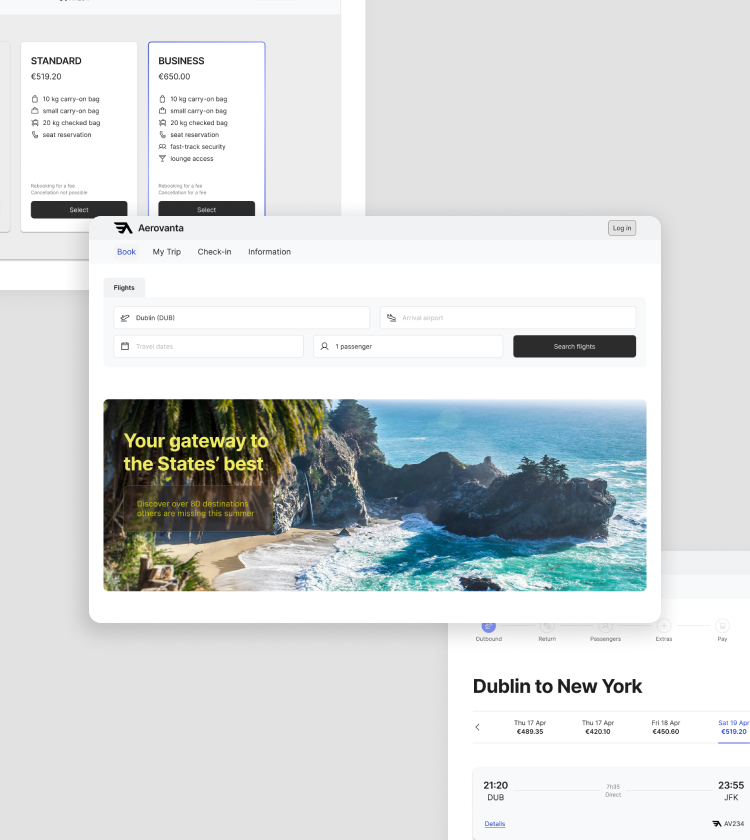 STANDARD
€519.20
10 kg carry-on bag
small carry-on bag
20 kg checked bag
seat reservation
Rebooking for a fee
Cancellation not possible
Select
BUSINESS
€650.00
10 kg carry-on bag
small carry-on bag
20 kg checked bag
seat reservation
fast-track security
lounge access
Rebooking for a fee
Cancellation for a fee
Select
Aerovanta
Log in
Book My Trip Check-in Information
Flights
Dublin (DUB)
Arrival airport
Travel dates
1 passenger
Search flights
Your gateway to
the States’ best
Discover over 80 destinations
others are missing this summer
Outbound Return Passengers Extras Pay
Dublin to New York
Thu 17 Apr
€489.35
Thu 17 Apr
€420.10
Fri 18 Apr
€450.60
Sat 19 Apr
€519.20
21:20
DUB
7h35
Direct
23:55
JFK
Details
AV234